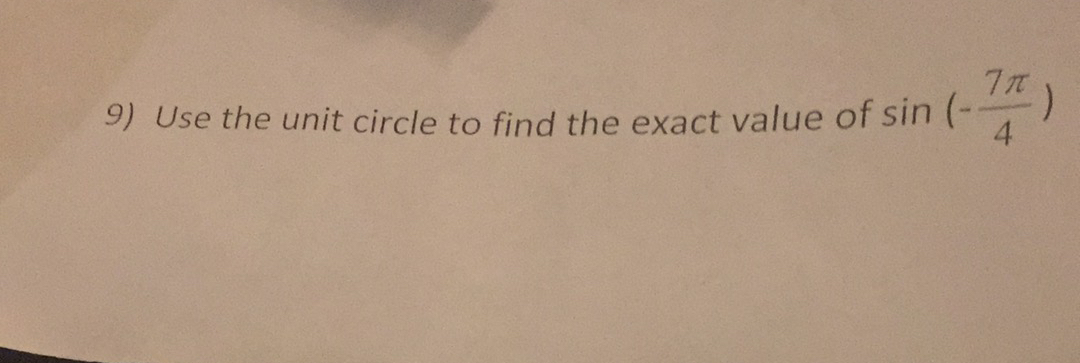 9) Use the unit circle to find the exact value of sin (-7π/4)